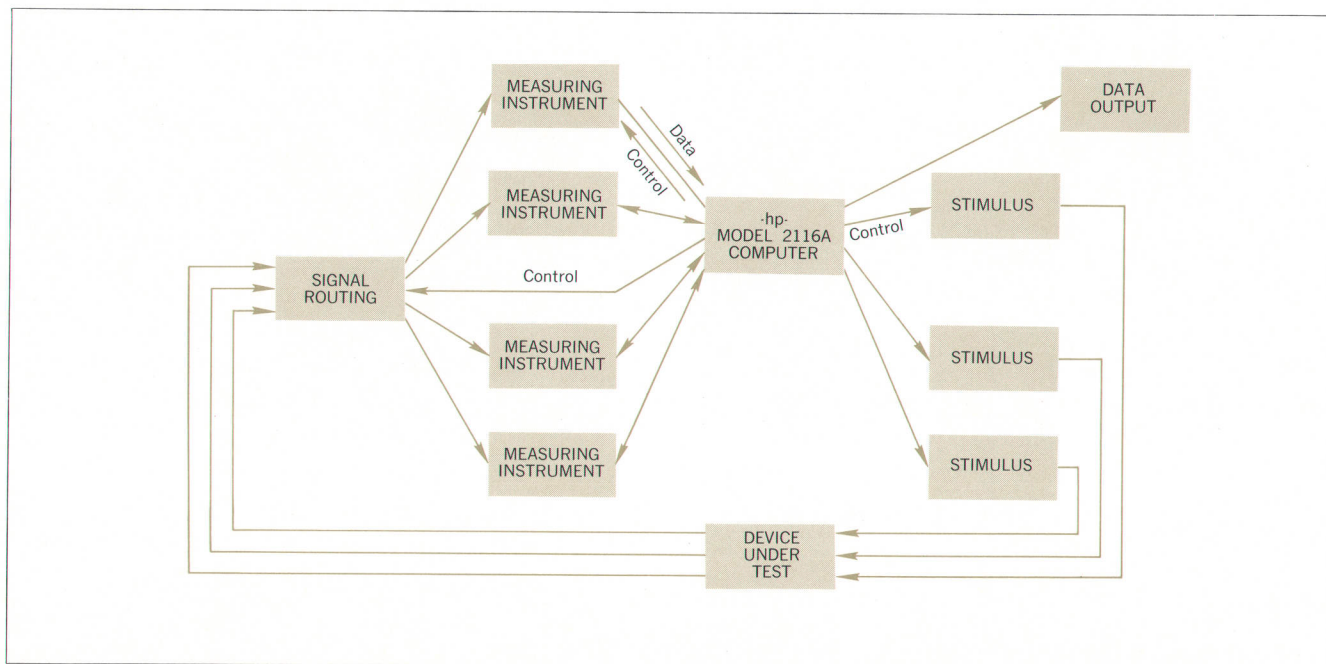 MEASURING
INSTRUMENT
DATA
OUTPUT
Data
Control
MEASURING
INSTRUMENT
-hp-
MODEL 2116A
COMPUTER
Control
STIMULUS
SIGNAL
ROUTING
Control
MEASURING
INSTRUMENT
STIMULUS
MEASURING
INSTRUMENT
STIMULUS
DEVICE
UNDER
TEST